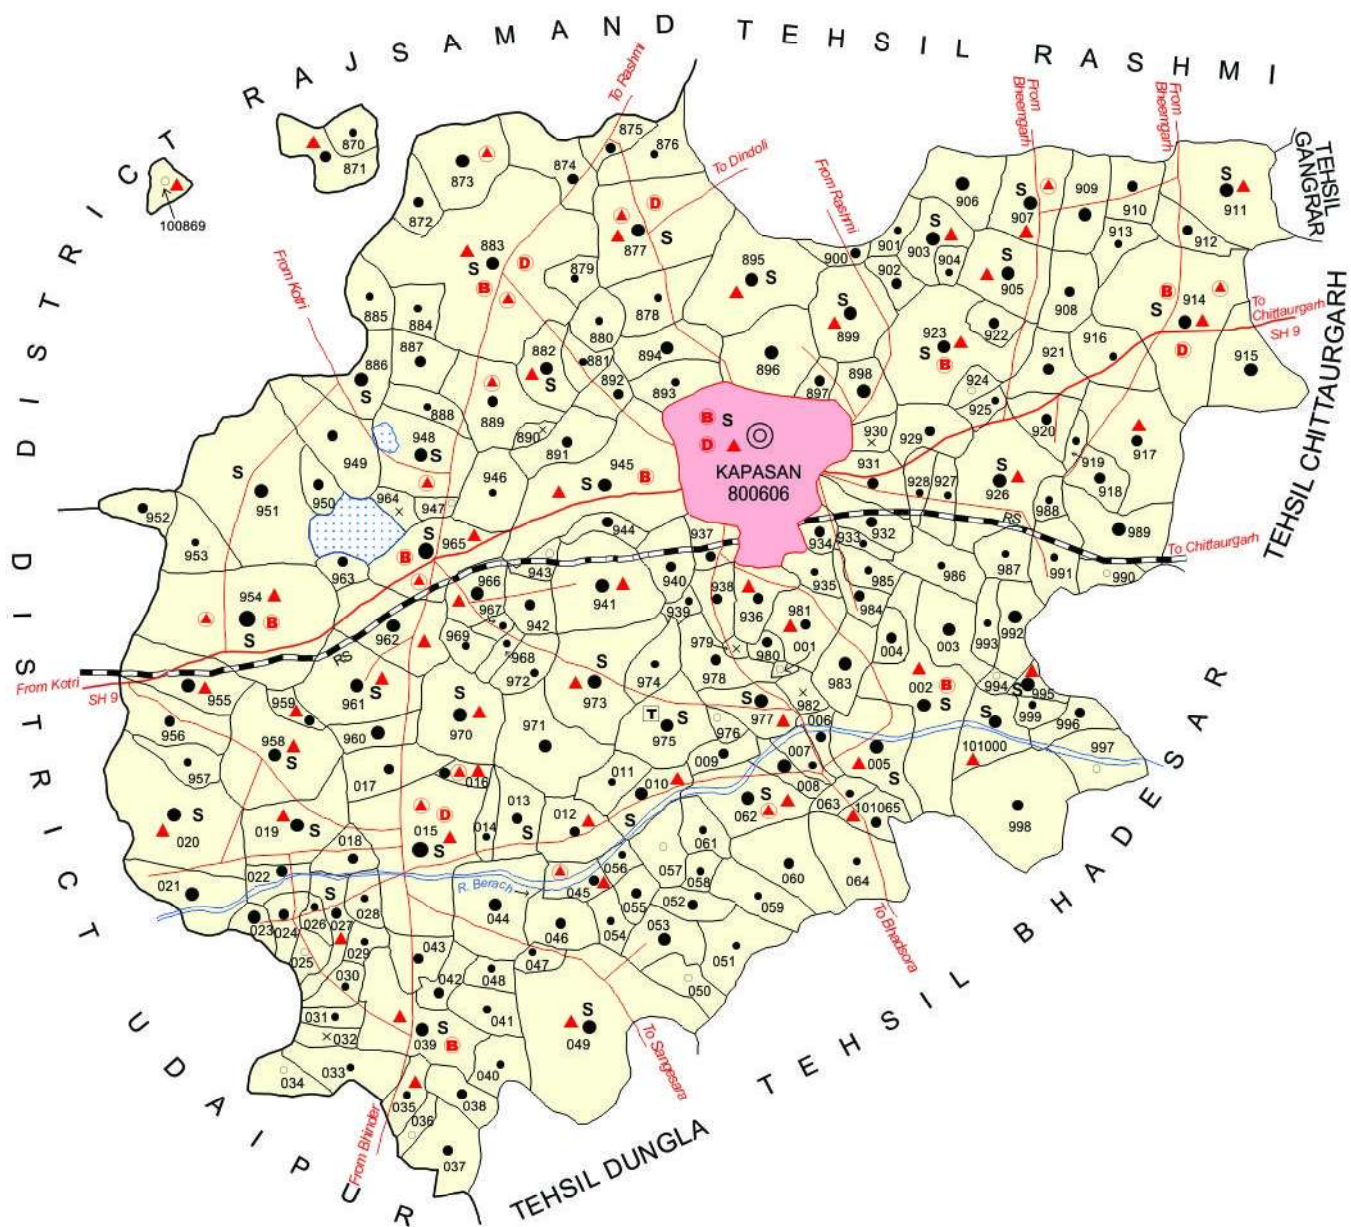 DISTRICT RAJSAMAND
TEHSIL RASHMI
TEHSIL
GANGRAR
TEHSIL CHITTAURGARH
TEHSIL BHADESAR
TEHSIL DUNGLA
DISTRICT UDAIPUR
DISTRICT
To Rashmi
To Dindoli
From Rashmi
From
Bheemgarh
From
Bheemgarh
From Kotri
To
Chittaurgarh
SH 9
To Chittaurgarh
From Kotri
SH 9
To Bhadsora
To Sangesara
From Bhinder
R. Berach
RS
RS
KAPASAN
800606
B S
D
100869
870
871
872
873
874
875
876
877 S D
878
879
880
881
882 S
883 S D B
884
885
886 S
887
888
889
890
891
892
893
894
895 S
896
897
898
899 S
900
901
902
903 S
904
905 S
906
907 S
908
909
910
911 S
912
913
914 S B D
915
916
917
918
919
920
921
922
923 S B
924
925
926 S
927
928
929
930
931
932
933
934
935
936
937
938
939
940
941
942
943
944
945 S B
946
947
948 S
949
950
951 S
952
953
954 S B
955
956
957
958 S
959
960
961 S
962
963
964
965 S B
966
967
968
969
970 S
971
972
973 S
974
975 S T
976
977 S
978
979
980
981
982
983
984
985
986
987
988
989
990
991
992
993
994
995 S
996
997
998
999
101000 S
001
002 S B
003
004
005 S
006
007
008
009
010
011
012 S
013 S
014
015 S D
016
017
018
019 S
020 S
021
022
023
024
025
026
027 S
028
029
030
031
032
033
034
035
036
037
038
039 S B
040
041
042
043
044
045
046
047
048
049 S
050
051
052
053
054
055
056
057
058
059
060
061
062 S
063
064
101065